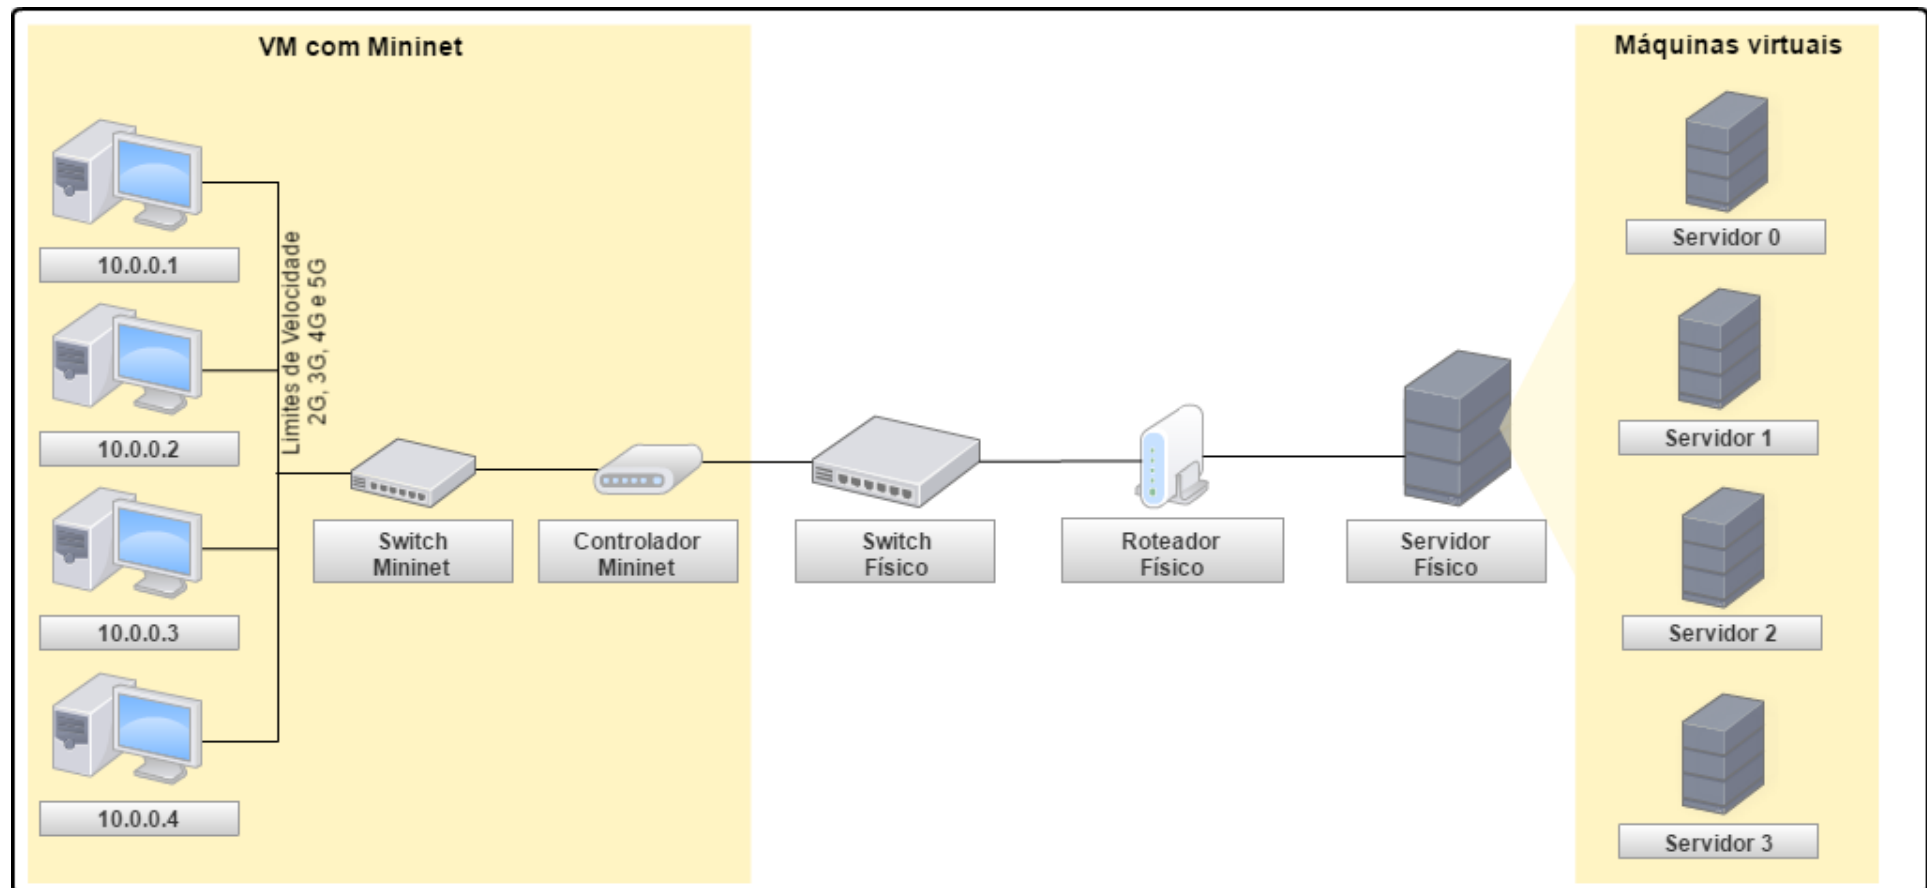 VM com Mininet
10.0.0.1
10.0.0.2
10.0.0.3
10.0.0.4
Limites de Velocidade
2G, 3G, 4G e 5G
Switch
Mininet
Controlador
Mininet
Switch
Físico
Roteador
Físico
Servidor
Físico
Máquinas virtuais
Servidor 0
Servidor 1
Servidor 2
Servidor 3